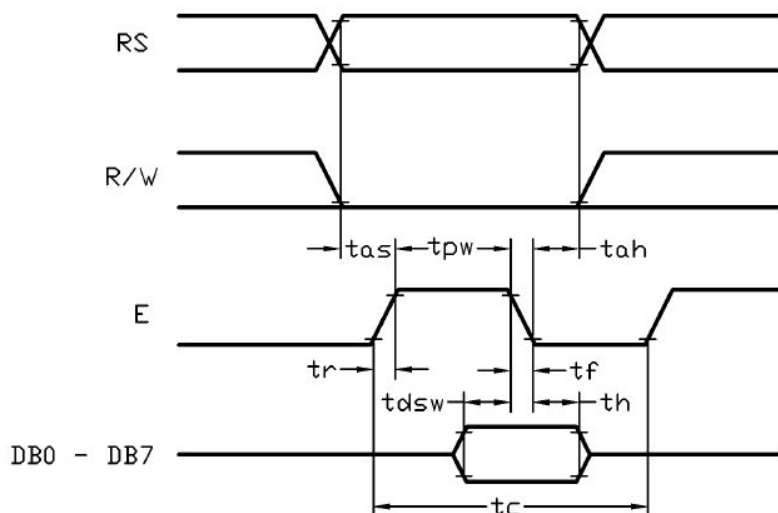 RS
R/W
tas tpw tah
E
tr tf
tdsw th
DB0 - DB7
tc